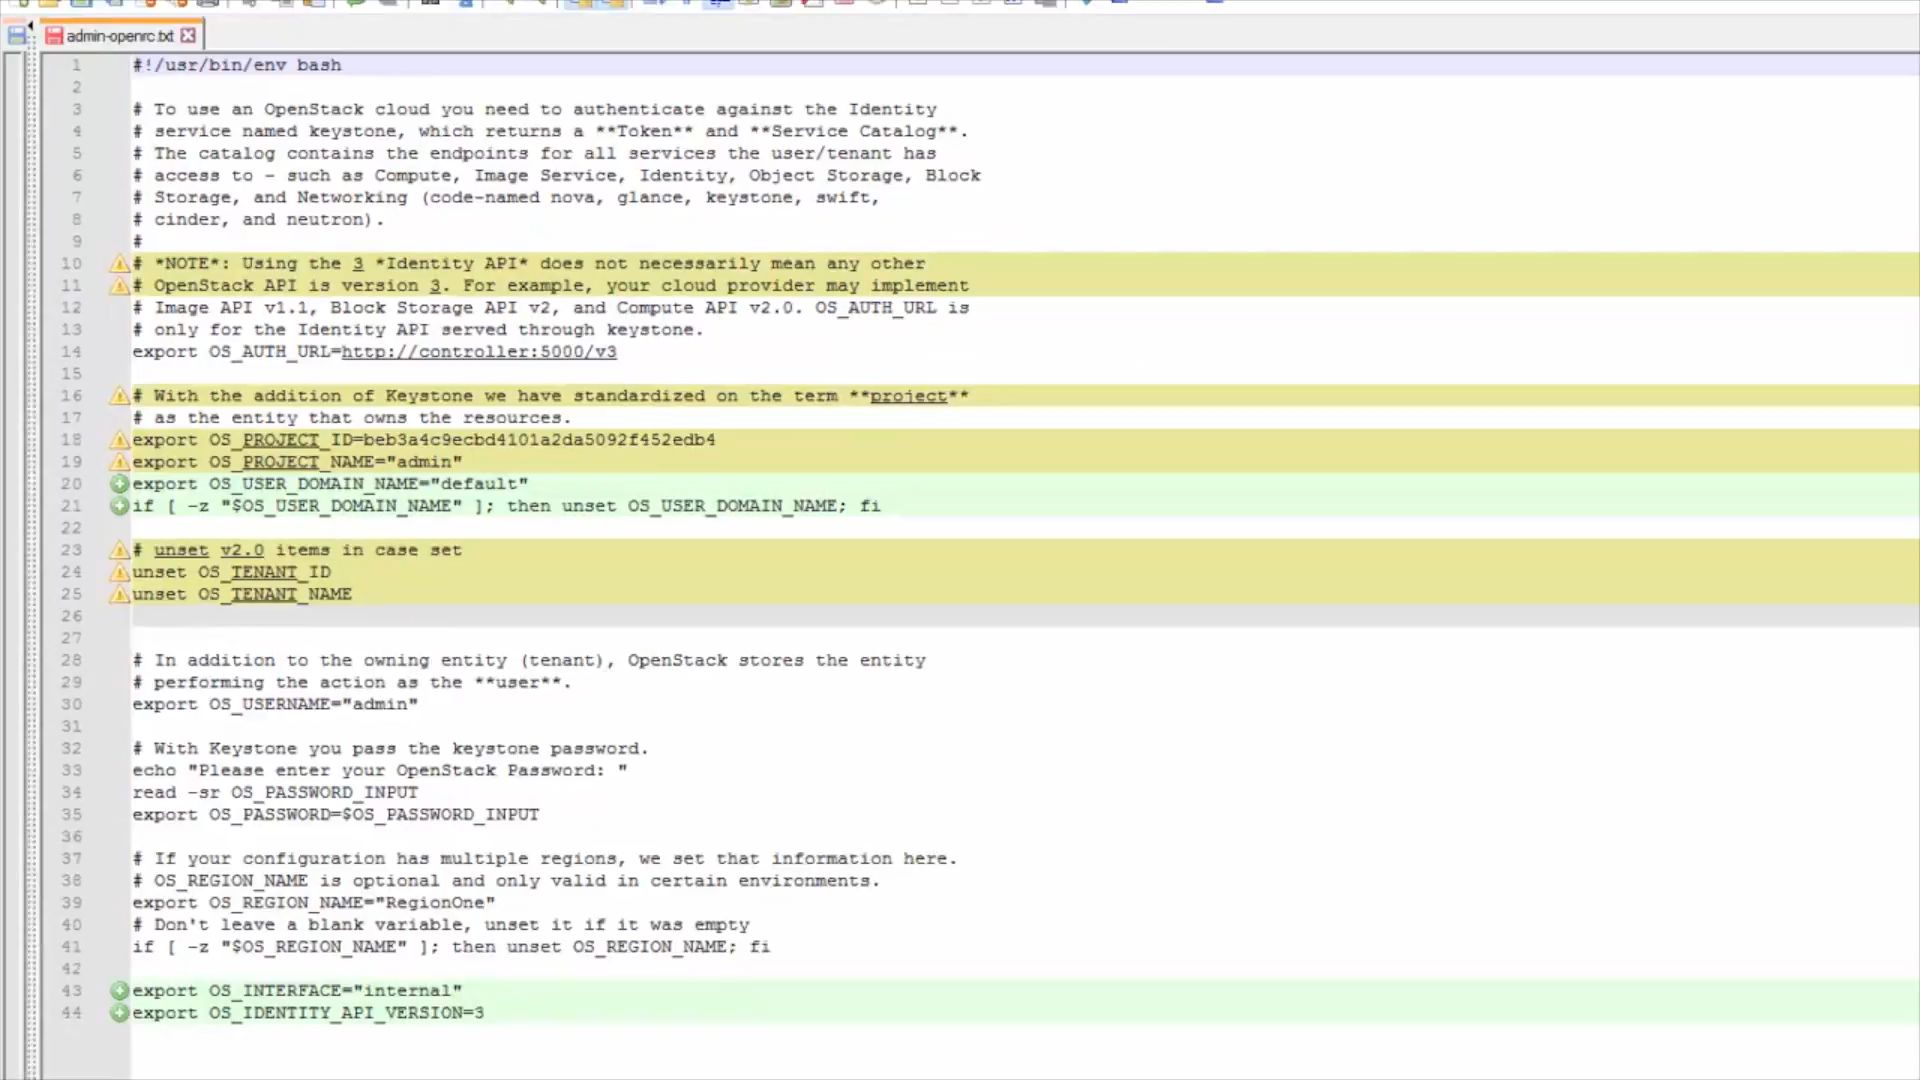 admin-openrc.txt
1 #!/usr/bin/env bash
2
3 # To use an OpenStack cloud you need to authenticate against the Identity
4 # service named keystone, which returns a **Token** and **Service Catalog**.
5 # The catalog contains the endpoints for all services the user/tenant has
6 # access to - such as Compute, Image Service, Identity, Object Storage, Block
7 # Storage, and Networking (code-named nova, glance, keystone, swift,
8 # cinder, and neutron).
9 #
10 # *NOTE*: Using the 3 *Identity API* does not necessarily mean any other
11 # OpenStack API is version 3. For example, your cloud provider may implement
12 # Image API v1.1, Block Storage API v2, and Compute API v2.0. OS_AUTH_URL is
13 # only for the Identity API served through keystone.
14 export OS_AUTH_URL=http://controller:5000/v3
15
16 # With the addition of Keystone we have standardized on the term **project**
17 # as the entity that owns the resources.
18 export OS_PROJECT_ID=beb3a4c9ecbd4101a2da5092f452edb4
19 export OS_PROJECT_NAME="admin"
20 export OS_USER_DOMAIN_NAME="default"
21 if [ -z "$OS_USER_DOMAIN_NAME" ]; then unset OS_USER_DOMAIN_NAME; fi
22
23 # unset v2.0 items in case set
24 unset OS_TENANT_ID
25 unset OS_TENANT_NAME
26
27
28 # In addition to the owning entity (tenant), OpenStack stores the entity
29 # performing the action as the **user**.
30 export OS_USERNAME="admin"
31
32 # With Keystone you pass the keystone password.
33 echo "Please enter your OpenStack Password: "
34 read -sr OS_PASSWORD_INPUT
35 export OS_PASSWORD=$OS_PASSWORD_INPUT
36
37 # If your configuration has multiple regions, we set that information here.
38 # OS_REGION_NAME is optional and only valid in certain environments.
39 export OS_REGION_NAME="RegionOne"
40 # Don't leave a blank variable, unset it if it was empty
41 if [ -z "$OS_REGION_NAME" ]; then unset OS_REGION_NAME; fi
42
43 export OS_INTERFACE="internal"
44 export OS_IDENTITY_API_VERSION=3